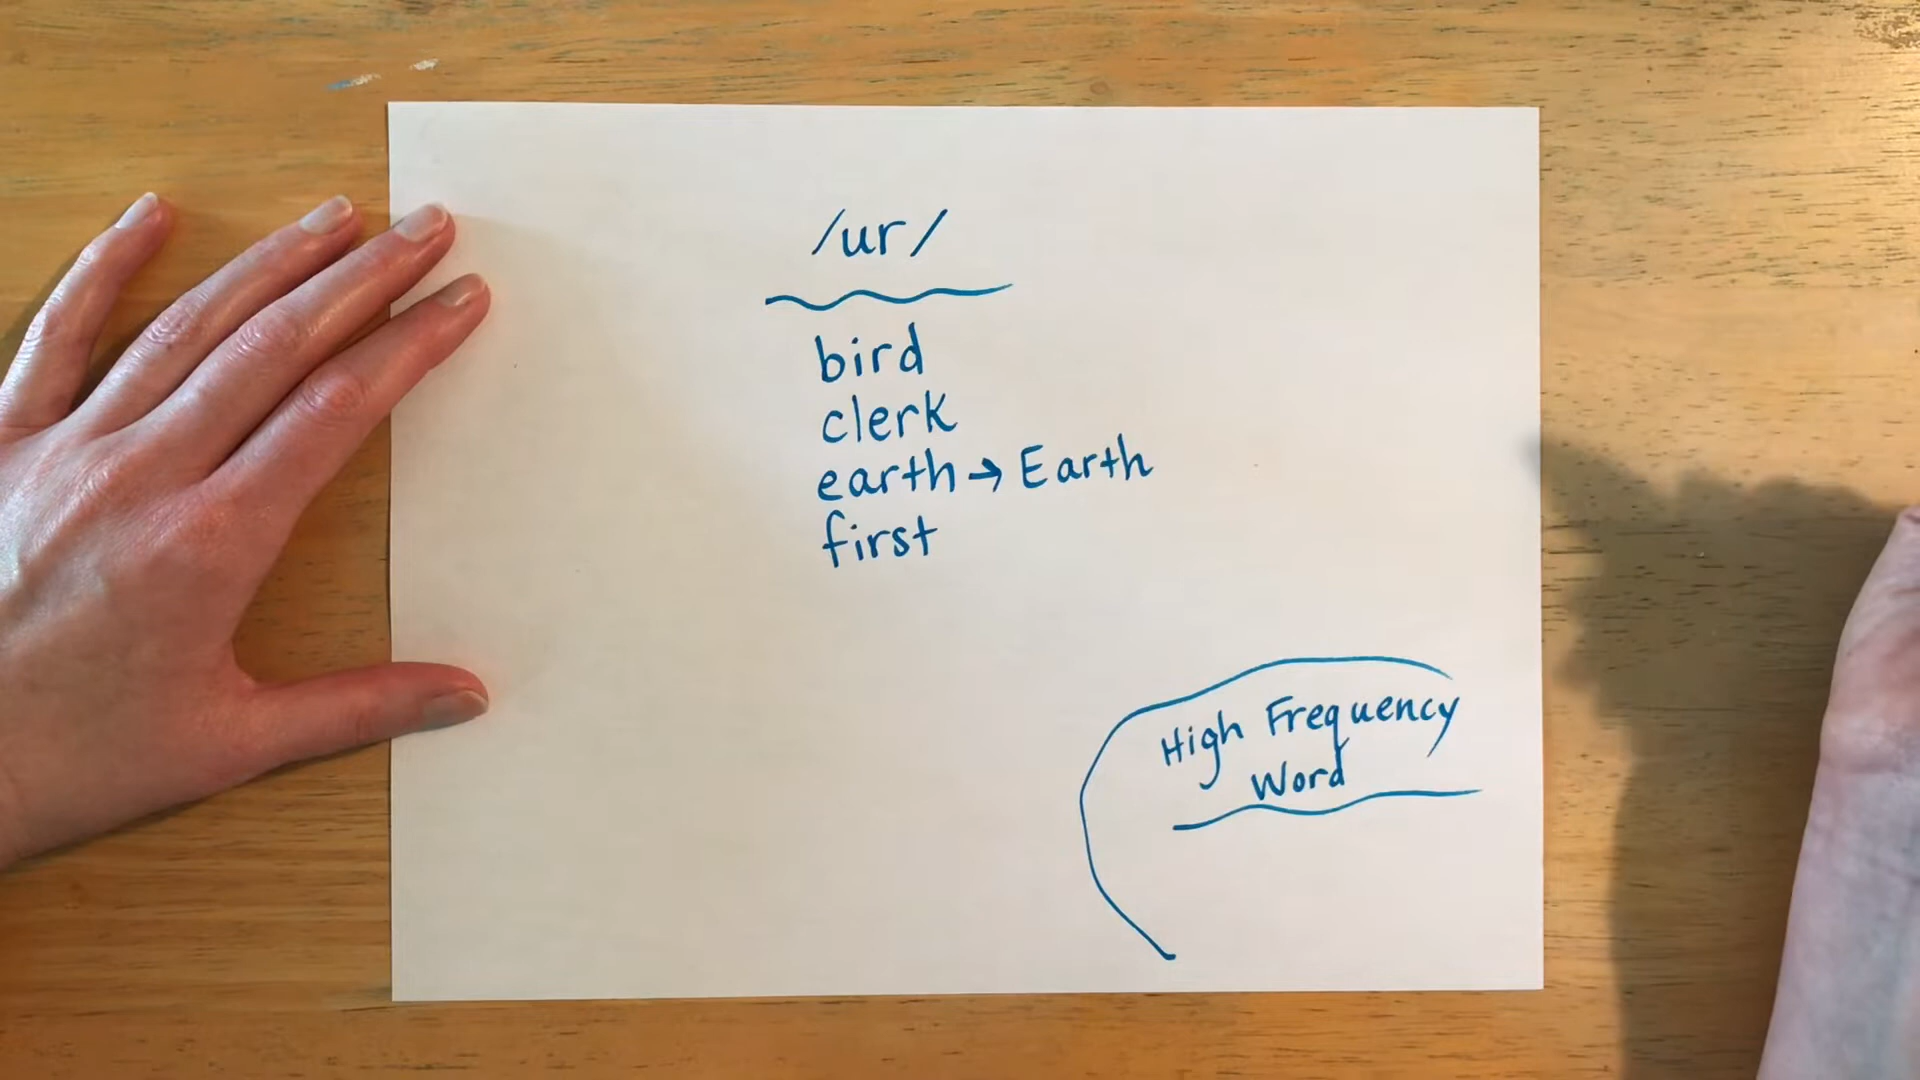 /ur/
bird
clerk
earth → Earth
first
High Frequency
Word